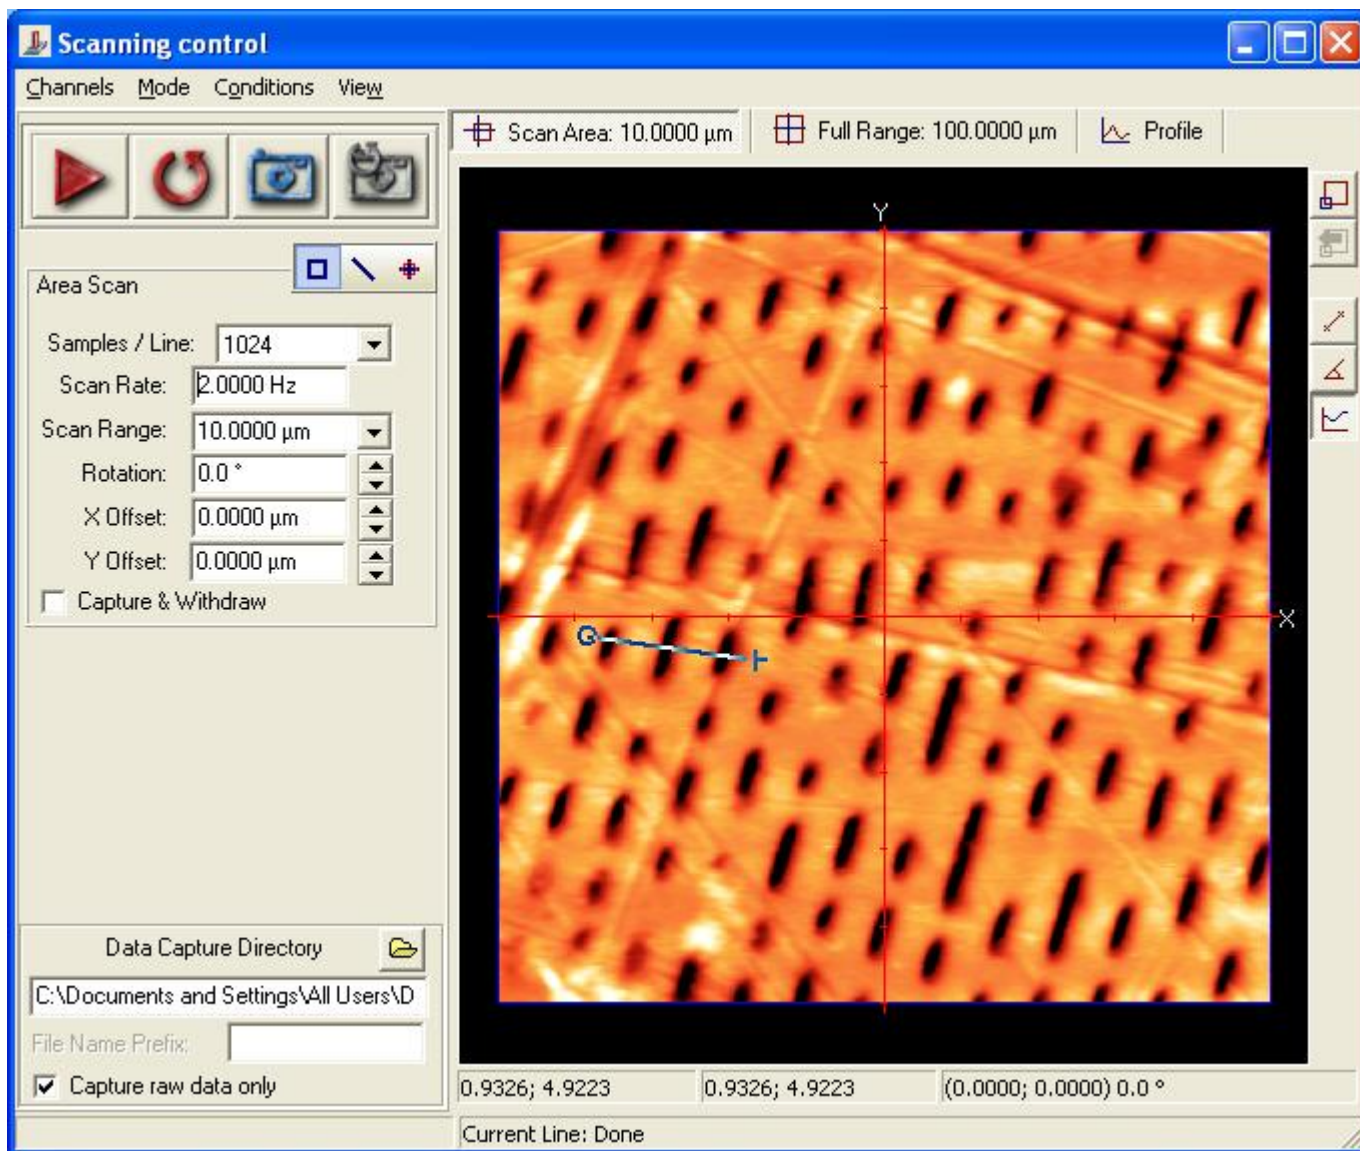 Scanning control
Channels Mode Conditions View
Scan Area: 10.0000 µm
Full Range: 100.0000 µm
Profile
Area Scan
Samples / Line: 1024
Scan Rate: 2.0000 Hz
Scan Range: 10.0000 µm
Rotation: 0.0 °
X Offset: 0.0000 µm
Y Offset: 0.0000 µm
Capture & Withdraw
Y
X
Data Capture Directory
C:\Documents and Settings\All Users\D
File Name Prefix:
Capture raw data only
0.9326; 4.9223
0.9326; 4.9223
(0.0000; 0.0000) 0.0 °
Current Line: Done